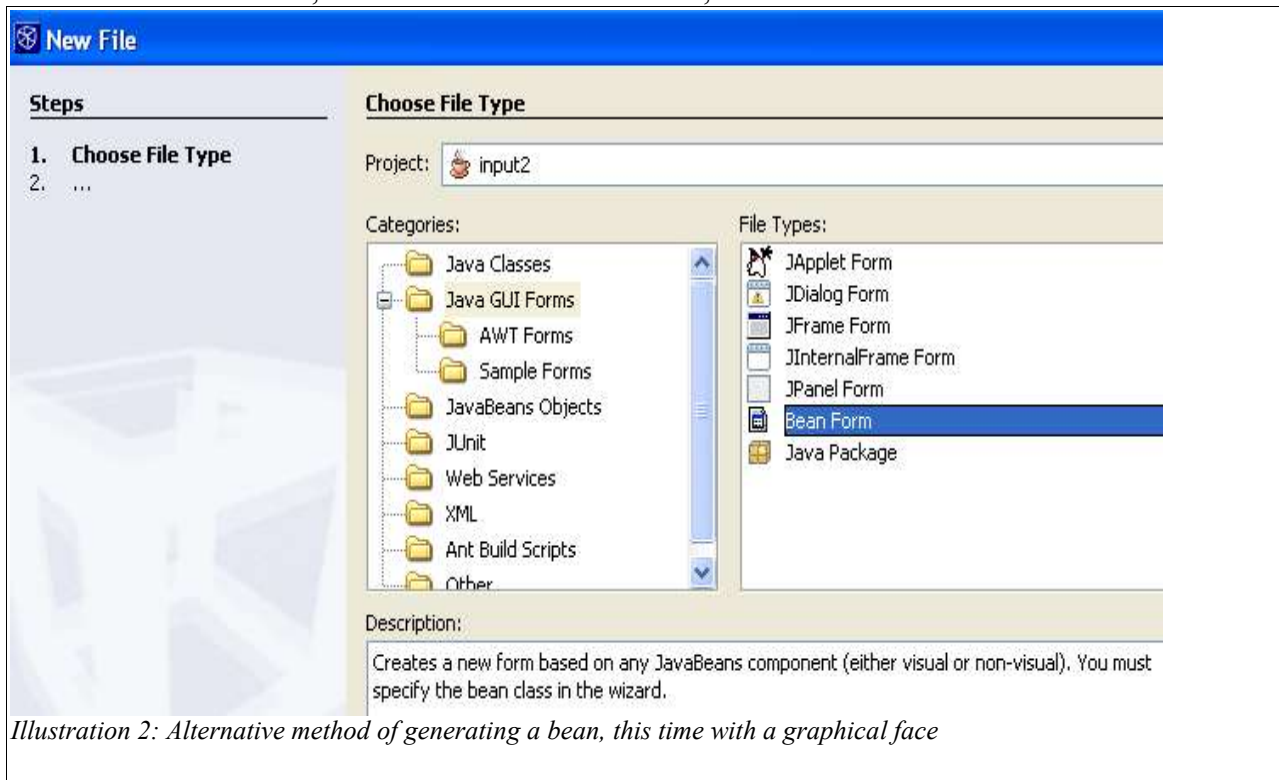 New File
Steps
1. Choose File Type
2. ...
Choose File Type
Project: input2
Categories:
Java Classes
Java GUI Forms
AWT Forms
Sample Forms
JavaBeans Objects
JUnit
Web Services
XML
Ant Build Scripts
Other
File Types:
JApplet Form
JDialog Form
JFrame Form
JInternalFrame Form
JPanel Form
Bean Form
Java Package
Description:
Creates a new form based on any JavaBeans component (either visual or non-visual). You must
specify the bean class in the wizard.
Illustration 2: Alternative method of generating a bean, this time with a graphical face